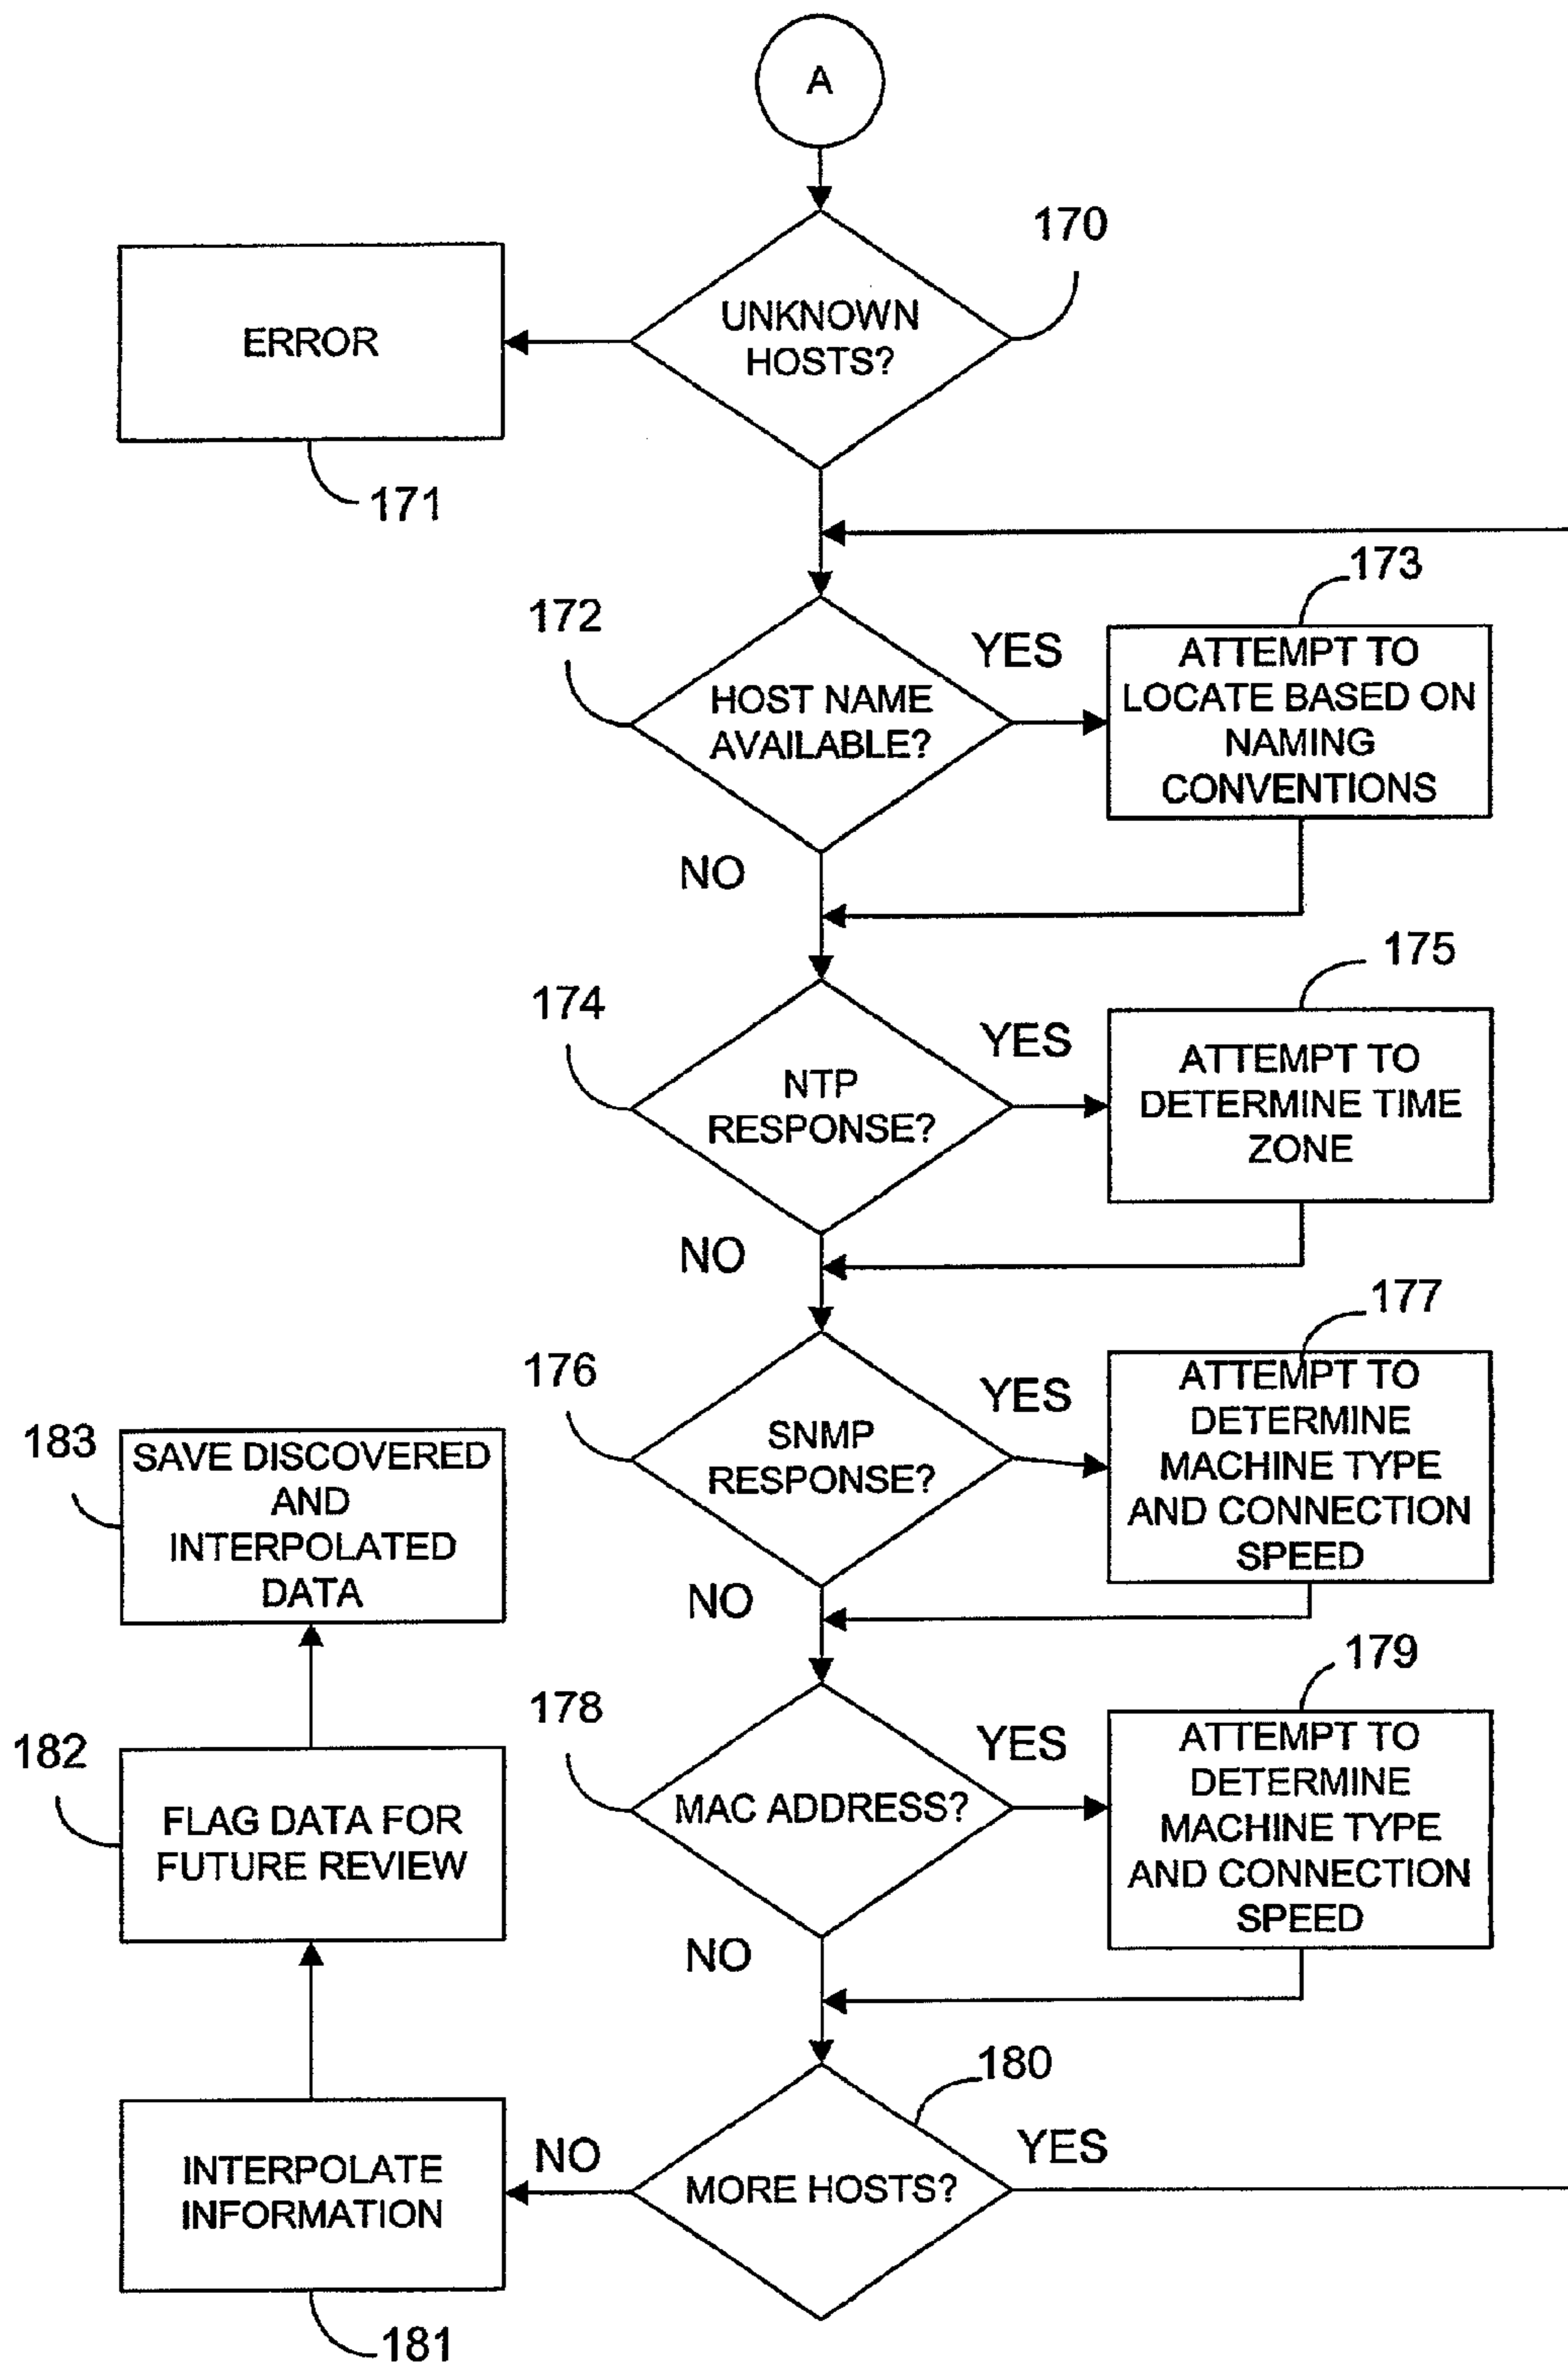 A
170
UNKNOWN
HOSTS?
ERROR
171
173
172
YES
HOST NAME
AVAILABLE?
ATTEMPT TO
LOCATE BASED ON
NAMING
CONVENTIONS
NO
175
174
YES
NTP
RESPONSE?
ATTEMPT TO
DETERMINE TIME
ZONE
NO
177
176
YES
SNMP
RESPONSE?
ATTEMPT TO
DETERMINE
MACHINE TYPE
AND CONNECTION
SPEED
183
SAVE DISCOVERED
AND
INTERPOLATED
DATA
NO
179
178
YES
MAC ADDRESS?
ATTEMPT TO
DETERMINE
MACHINE TYPE
AND CONNECTION
SPEED
182
FLAG DATA FOR
FUTURE REVIEW
NO
180
MORE HOSTS?
YES
NO
INTERPOLATE
INFORMATION
181